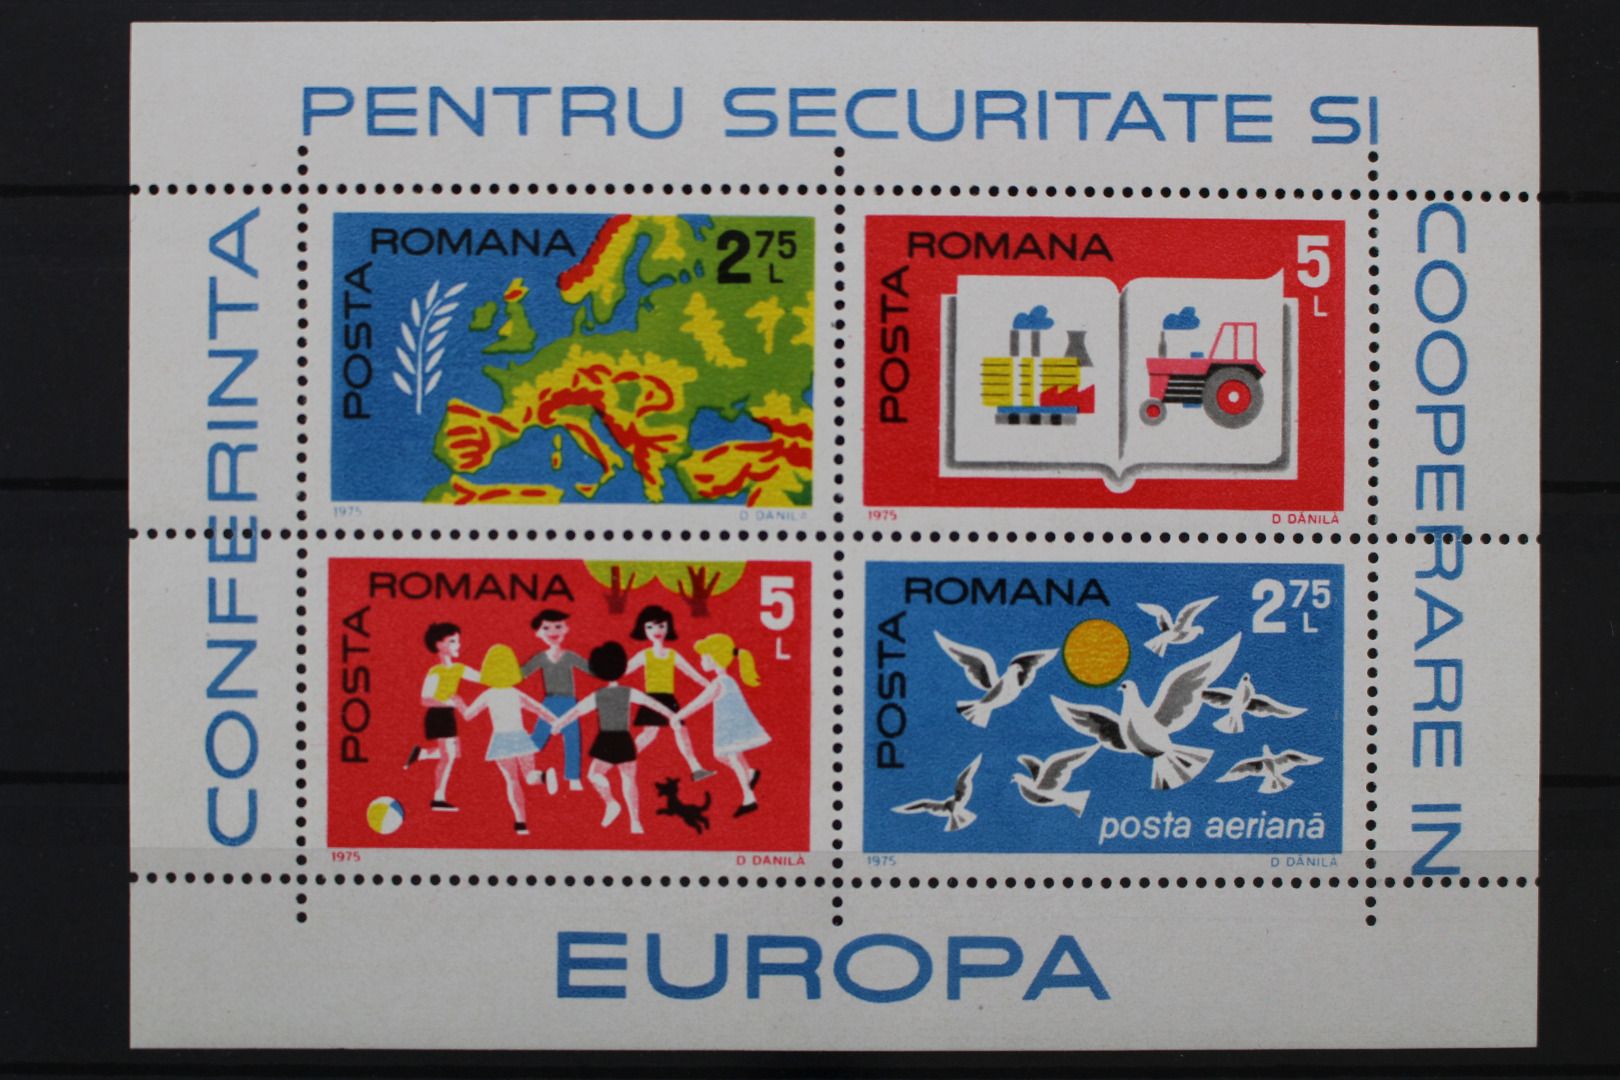 CONFERINTA
PENTRU SECURITATE SI
COOPERARE IN
EUROPA
POSTA
ROMANA
2 75
L
1975
D DĂNILĂ
POSTA
ROMANA
5
L
1975
D DĂNILĂ
POSTA
ROMANA
5
L
1975
D DANILĂ
POSTA
ROMANA
2 75
L
posta aeriană
1975
D DĂNILĂ